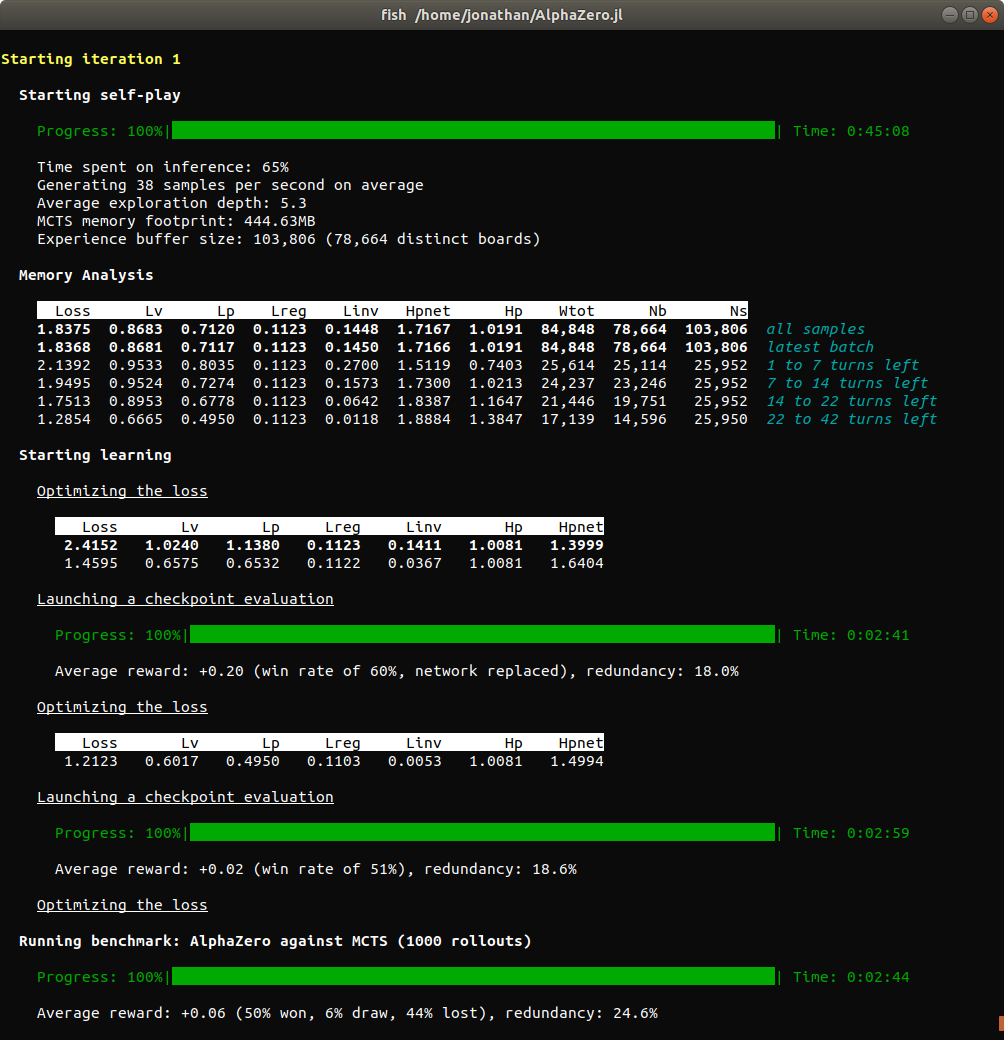 fish /home/jonathan/AlphaZero.jl
Starting iteration 1
Starting self-play
Progress: 100%| | Time: 0:45:08
Time spent on inference: 65%
Generating 38 samples per second on average
Average exploration depth: 5.3
MCTS memory footprint: 444.63MB
Experience buffer size: 103,806 (78,664 distinct boards)
Memory Analysis
Loss Lv Lp Lreg Linv Hpnet Hp Wtot Nb Ns
1.8375 0.8683 0.7120 0.1123 0.1448 1.7167 1.0191 84,848 78,664 103,806 all samples
1.8368 0.8681 0.7117 0.1123 0.1450 1.7166 1.0191 84,848 78,664 103,806 latest batch
2.1392 0.9533 0.8035 0.1123 0.2700 1.5119 0.7403 25,614 25,114 25,952 1 to 7 turns left
1.9495 0.9524 0.7274 0.1123 0.1573 1.7300 1.0213 24,237 23,246 25,952 7 to 14 turns left
1.7513 0.8953 0.6778 0.1123 0.0642 1.8387 1.1647 21,446 19,751 25,952 14 to 22 turns left
1.2854 0.6665 0.4950 0.1123 0.0118 1.8884 1.3847 17,139 14,596 25,950 22 to 42 turns left
Starting learning
Optimizing the loss
Loss Lv Lp Lreg Linv Hp Hpnet
2.4152 1.0240 1.1380 0.1123 0.1411 1.0081 1.3999
1.4595 0.6575 0.6532 0.1122 0.0367 1.0081 1.6404
Launching a checkpoint evaluation
Progress: 100%| | Time: 0:02:41
Average reward: +0.20 (win rate of 60%, network replaced), redundancy: 18.0%
Optimizing the loss
Loss Lv Lp Lreg Linv Hp Hpnet
1.2123 0.6017 0.4950 0.1103 0.0053 1.0081 1.4994
Launching a checkpoint evaluation
Progress: 100%| | Time: 0:02:59
Average reward: +0.02 (win rate of 51%), redundancy: 18.6%
Optimizing the loss
Running benchmark: AlphaZero against MCTS (1000 rollouts)
Progress: 100%| | Time: 0:02:44
Average reward: +0.06 (50% won, 6% draw, 44% lost), redundancy: 24.6%